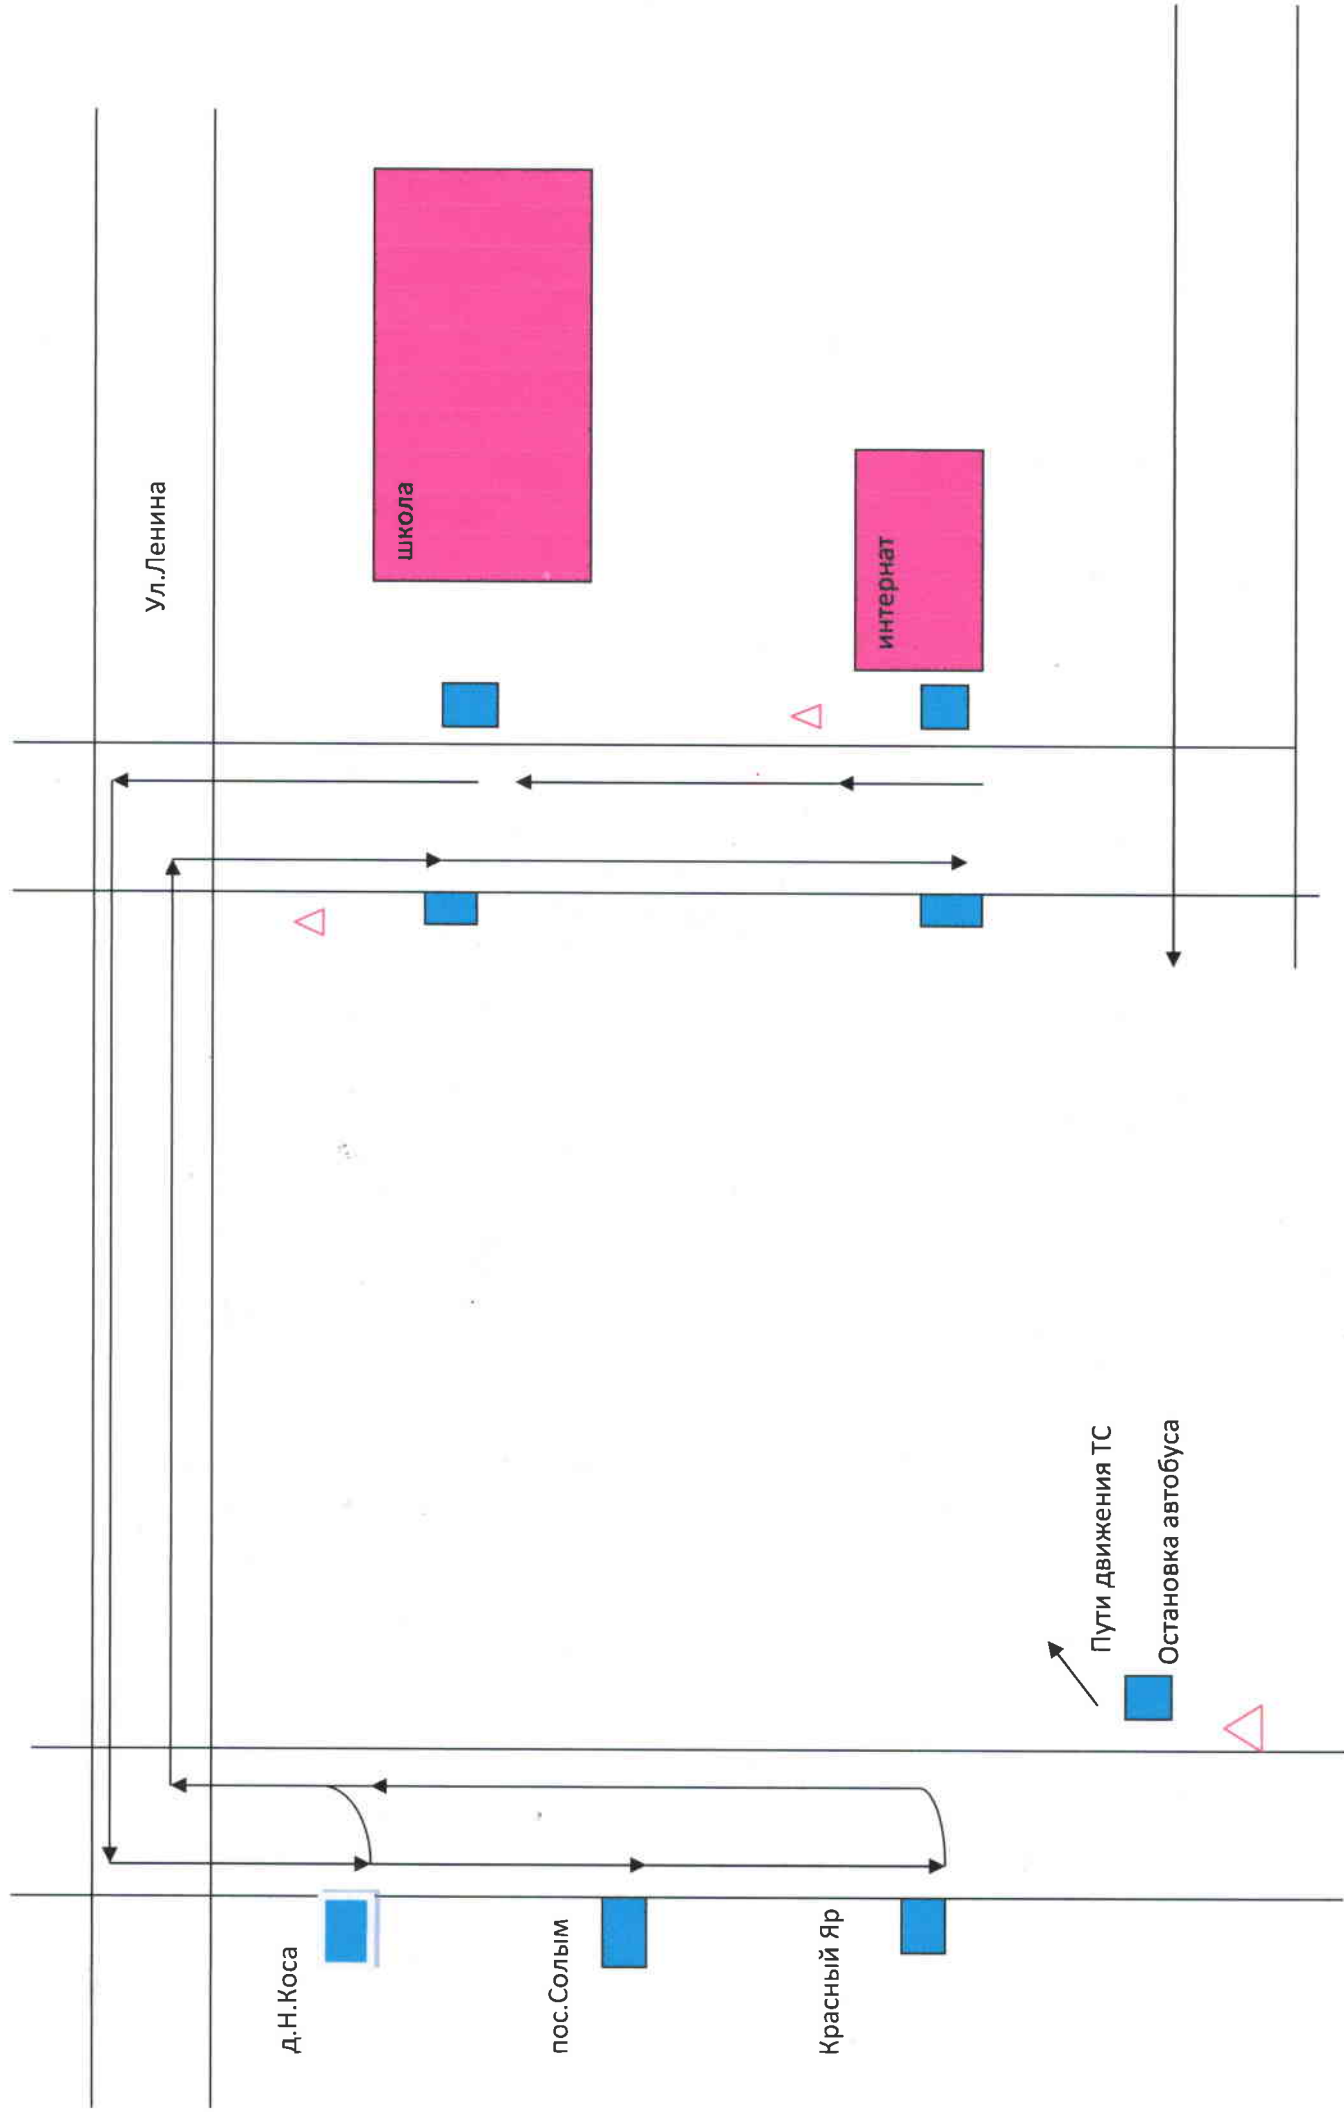 Ул.Ленина
школа
интернат
д.Н.Коса
пос.Солым
Красный Яр
Пути движения ТС
Остановка автобуса